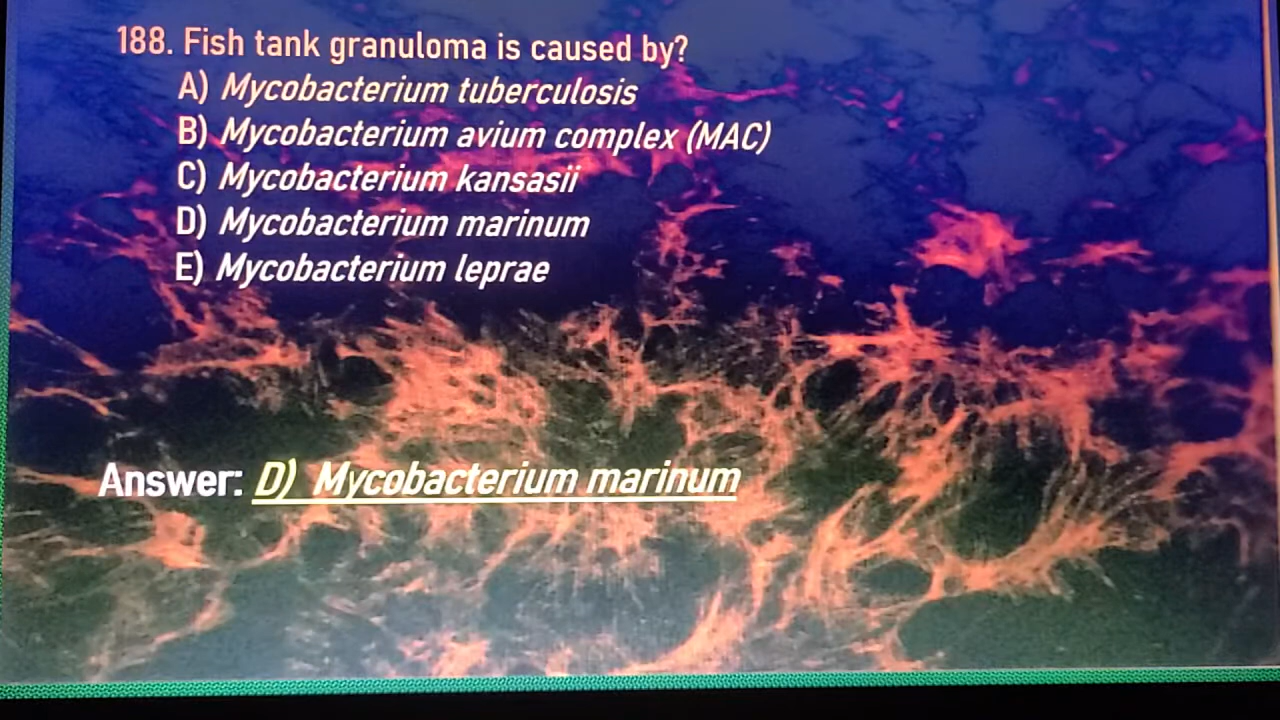 188. Fish tank granuloma is caused by?
A) Mycobacterium tuberculosis
B) Mycobacterium avium complex (MAC)
C) Mycobacterium kansasii
D) Mycobacterium marinum
E) Mycobacterium leprae
Answer: D) Mycobacterium marinum